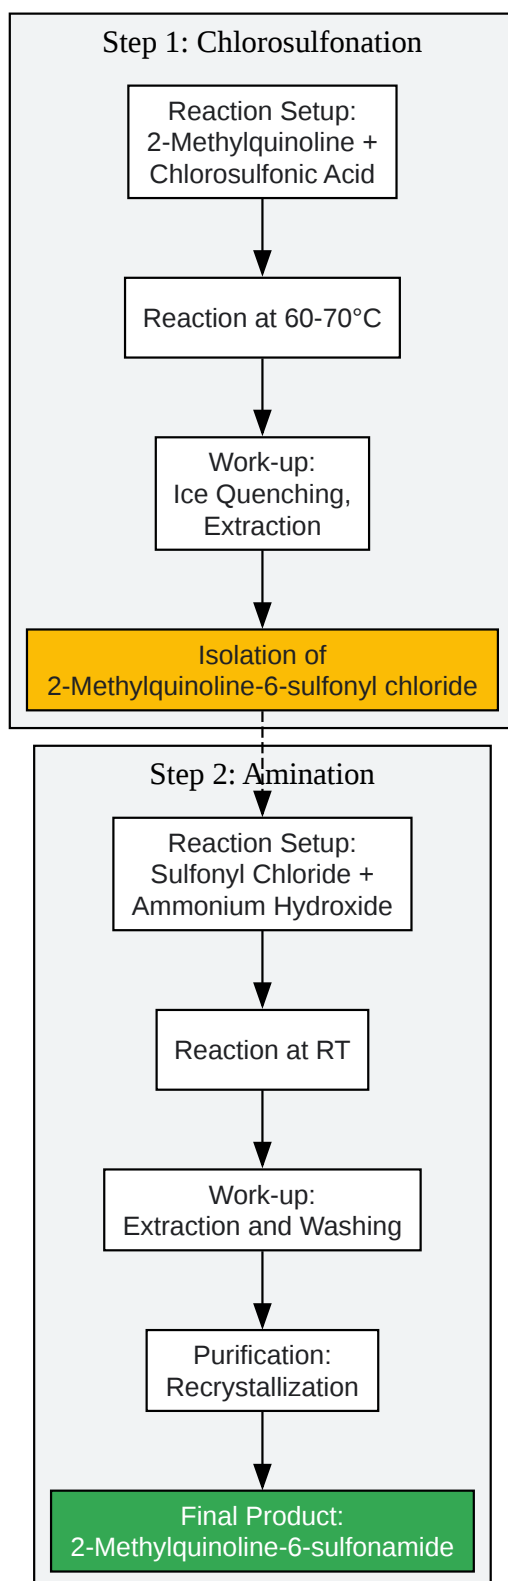 Step 1: Chlorosulfonation
Reaction Setup:
2-Methylquinoline +
Chlorosulfonic Acid
Reaction at 60-70°C
Work-up:
Ice Quenching,
Extraction
Isolation of
2-Methylquinoline-6-sulfonyl chloride
Step 2: Amination
Reaction Setup:
Sulfonyl Chloride +
Ammonium Hydroxide
Reaction at RT
Work-up:
Extraction and Washing
Purification:
Recrystallization
Final Product:
2-Methylquinoline-6-sulfonamide